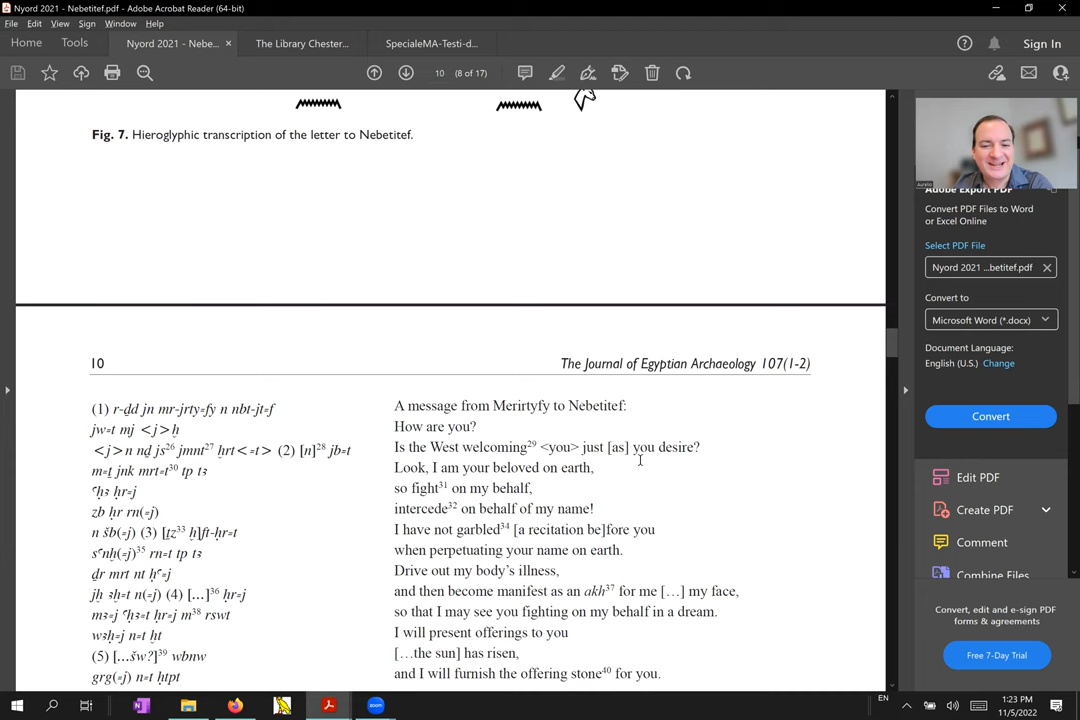 Nyord 2021 - Nebetitef.pdf - Adobe Acrobat Reader (64-bit)
File Edit View Sign Window Help
Home Tools Nyord 2021 - Nebe... × The Library Chester... SpecialeMA-Testi-d... Sign In
10 (8 of 17)
Fig. 7. Hieroglyphic transcription of the letter to Nebetitef.
Adobe Export PDF
Convert PDF Files to Word
or Excel Online
Select PDF File
Nyord 2021 ...betitef.pdf ×
Convert to
Microsoft Word (*.docx)
Document Language:
English (U.S.) Change
Convert
Edit PDF
Create PDF
Comment
Combine Files
Organize Pages
Convert, edit and e-sign PDF
forms & agreements
Free 7-Day Trial
10 The Journal of Egyptian Archaeology 107(1-2)
(1) r-ḏd jn mr-jrty⸗fy n nbt-jt⸗f A message from Merirtyfy to Nebetitef:
jw⸗t mj <j>ḫ How are you?
<j>n nḏ js26 jmnt27 ḫrt<⸗t> (2) [n]28 jb⸗t Is the West welcoming29 <you> just [as] you desire?
m⸗ṯ jnk mrt⸗t30 tp tꜣ Look, I am your beloved on earth,
ꜥḥꜣ ḥr⸗j so fight31 on my behalf,
zb ḥr rn(⸗j) intercede32 on behalf of my name!
n šb(⸗j) (3) [ṯz33 ḫ]ft-ḥr⸗t I have not garbled34 [a recitation be]fore you
sꜥnḫ(⸗j)35 rn⸗t tp tꜣ when perpetuating your name on earth.
dr mrt nt ḥꜥ⸗j Drive out my body's illness,
jḫ ꜣḫ⸗t n(⸗j) (4) [...]36 ḥr⸗j and then become manifest as an akh37 for me [...] my face,
mꜣ⸗j ꜥḥꜣ⸗t ḥr⸗j m38 rswt so that I may see you fighting on my behalf in a dream.
wꜣḥ⸗j n⸗t ḫt I will present offerings to you
(5) [...šw?]39 wbnw […the sun] has risen,
grg(⸗j) n⸗t ḥtpt and I will furnish the offering stone40 for you.
EN 1:23 PM
11/5/2022